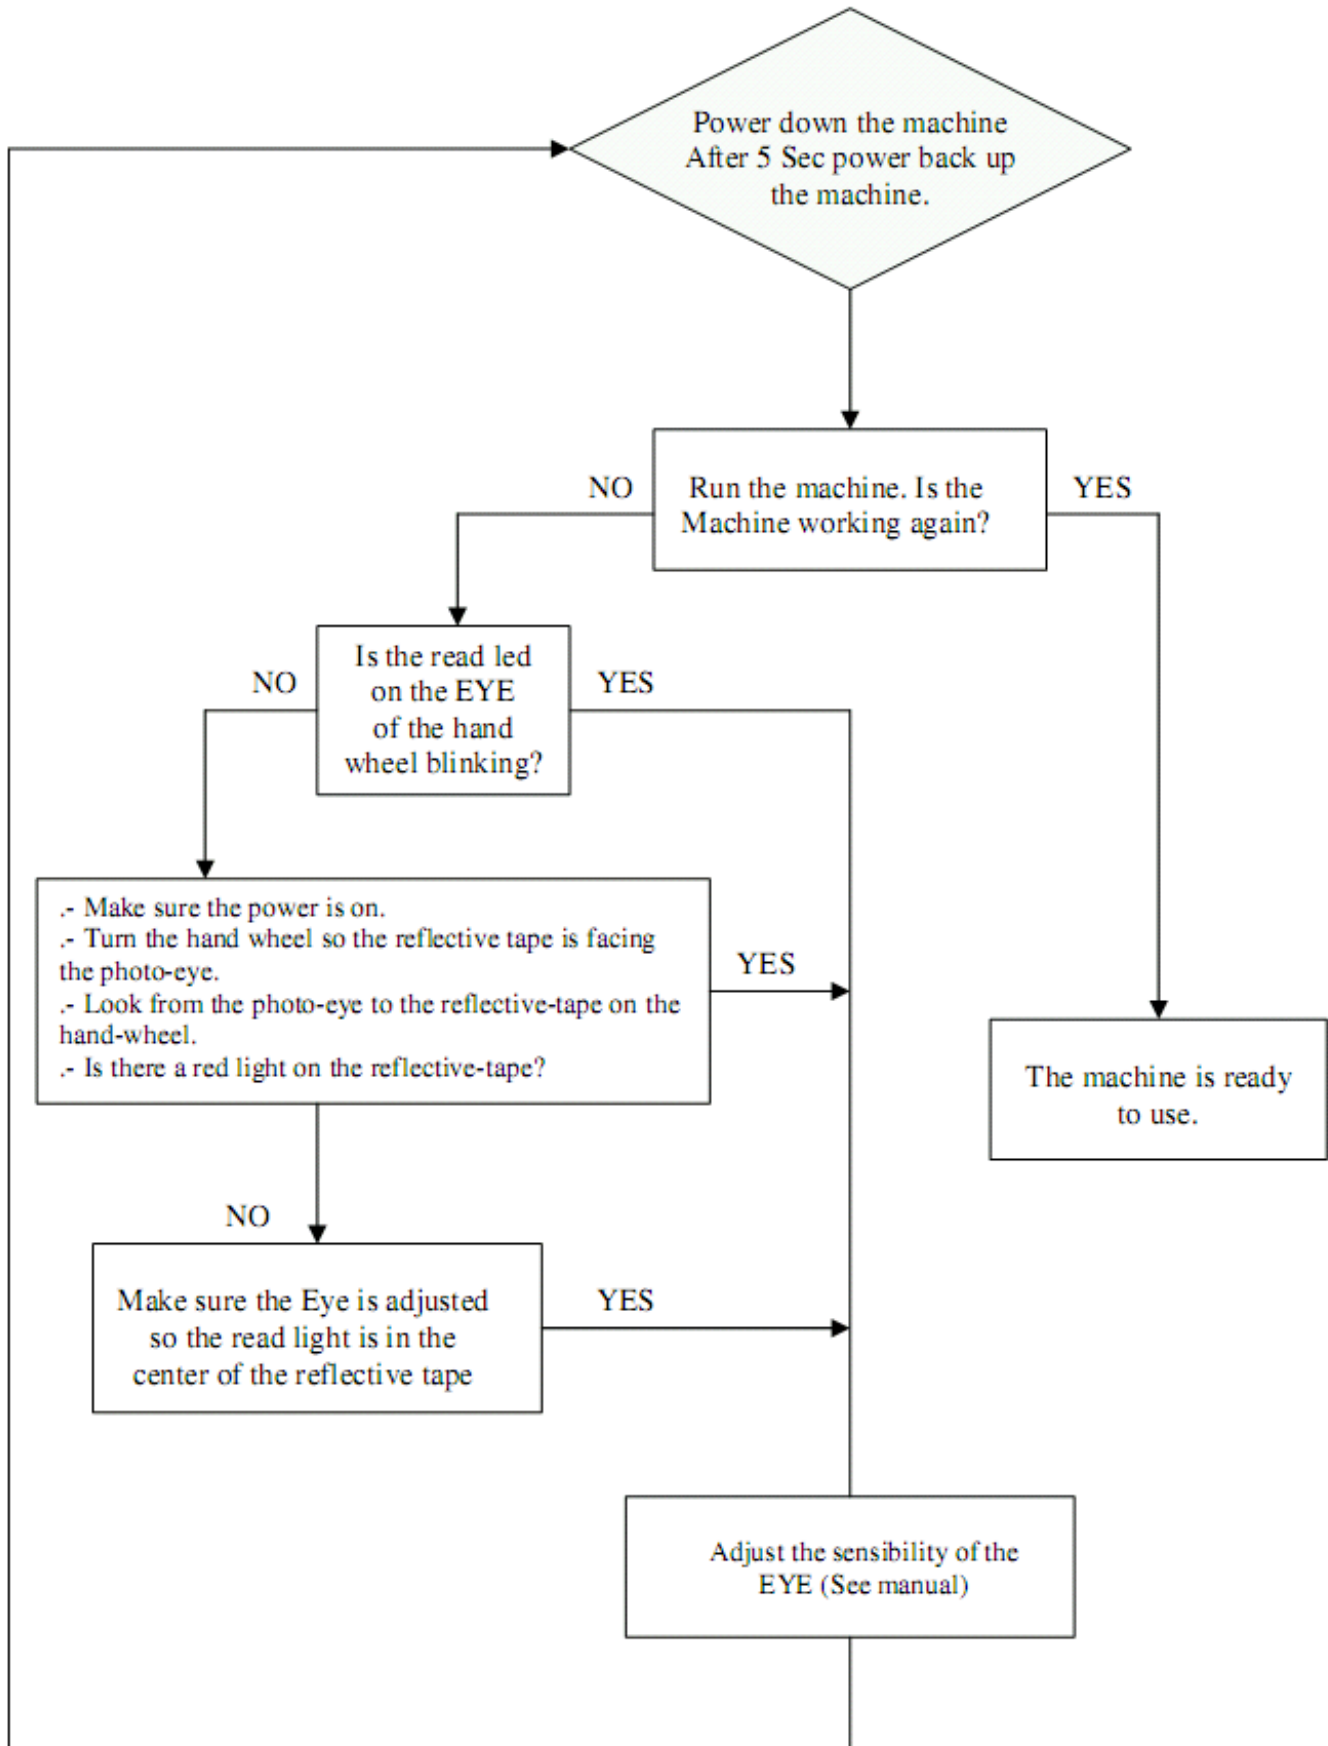 Power down the machine
After 5 Sec power back up
the machine.
NO
Run the machine. Is the
Machine working again?
YES
NO
Is the read led
on the EYE
of the hand
wheel blinking?
YES
.- Make sure the power is on.
.- Turn the hand wheel so the reflective tape is facing
the photo-eye.
.- Look from the photo-eye to the reflective-tape on the
hand-wheel.
.- Is there a red light on the reflective-tape?
YES
The machine is ready
to use.
NO
Make sure the Eye is adjusted
so the read light is in the
center of the reflective tape
YES
Adjust the sensibility of the
EYE (See manual)